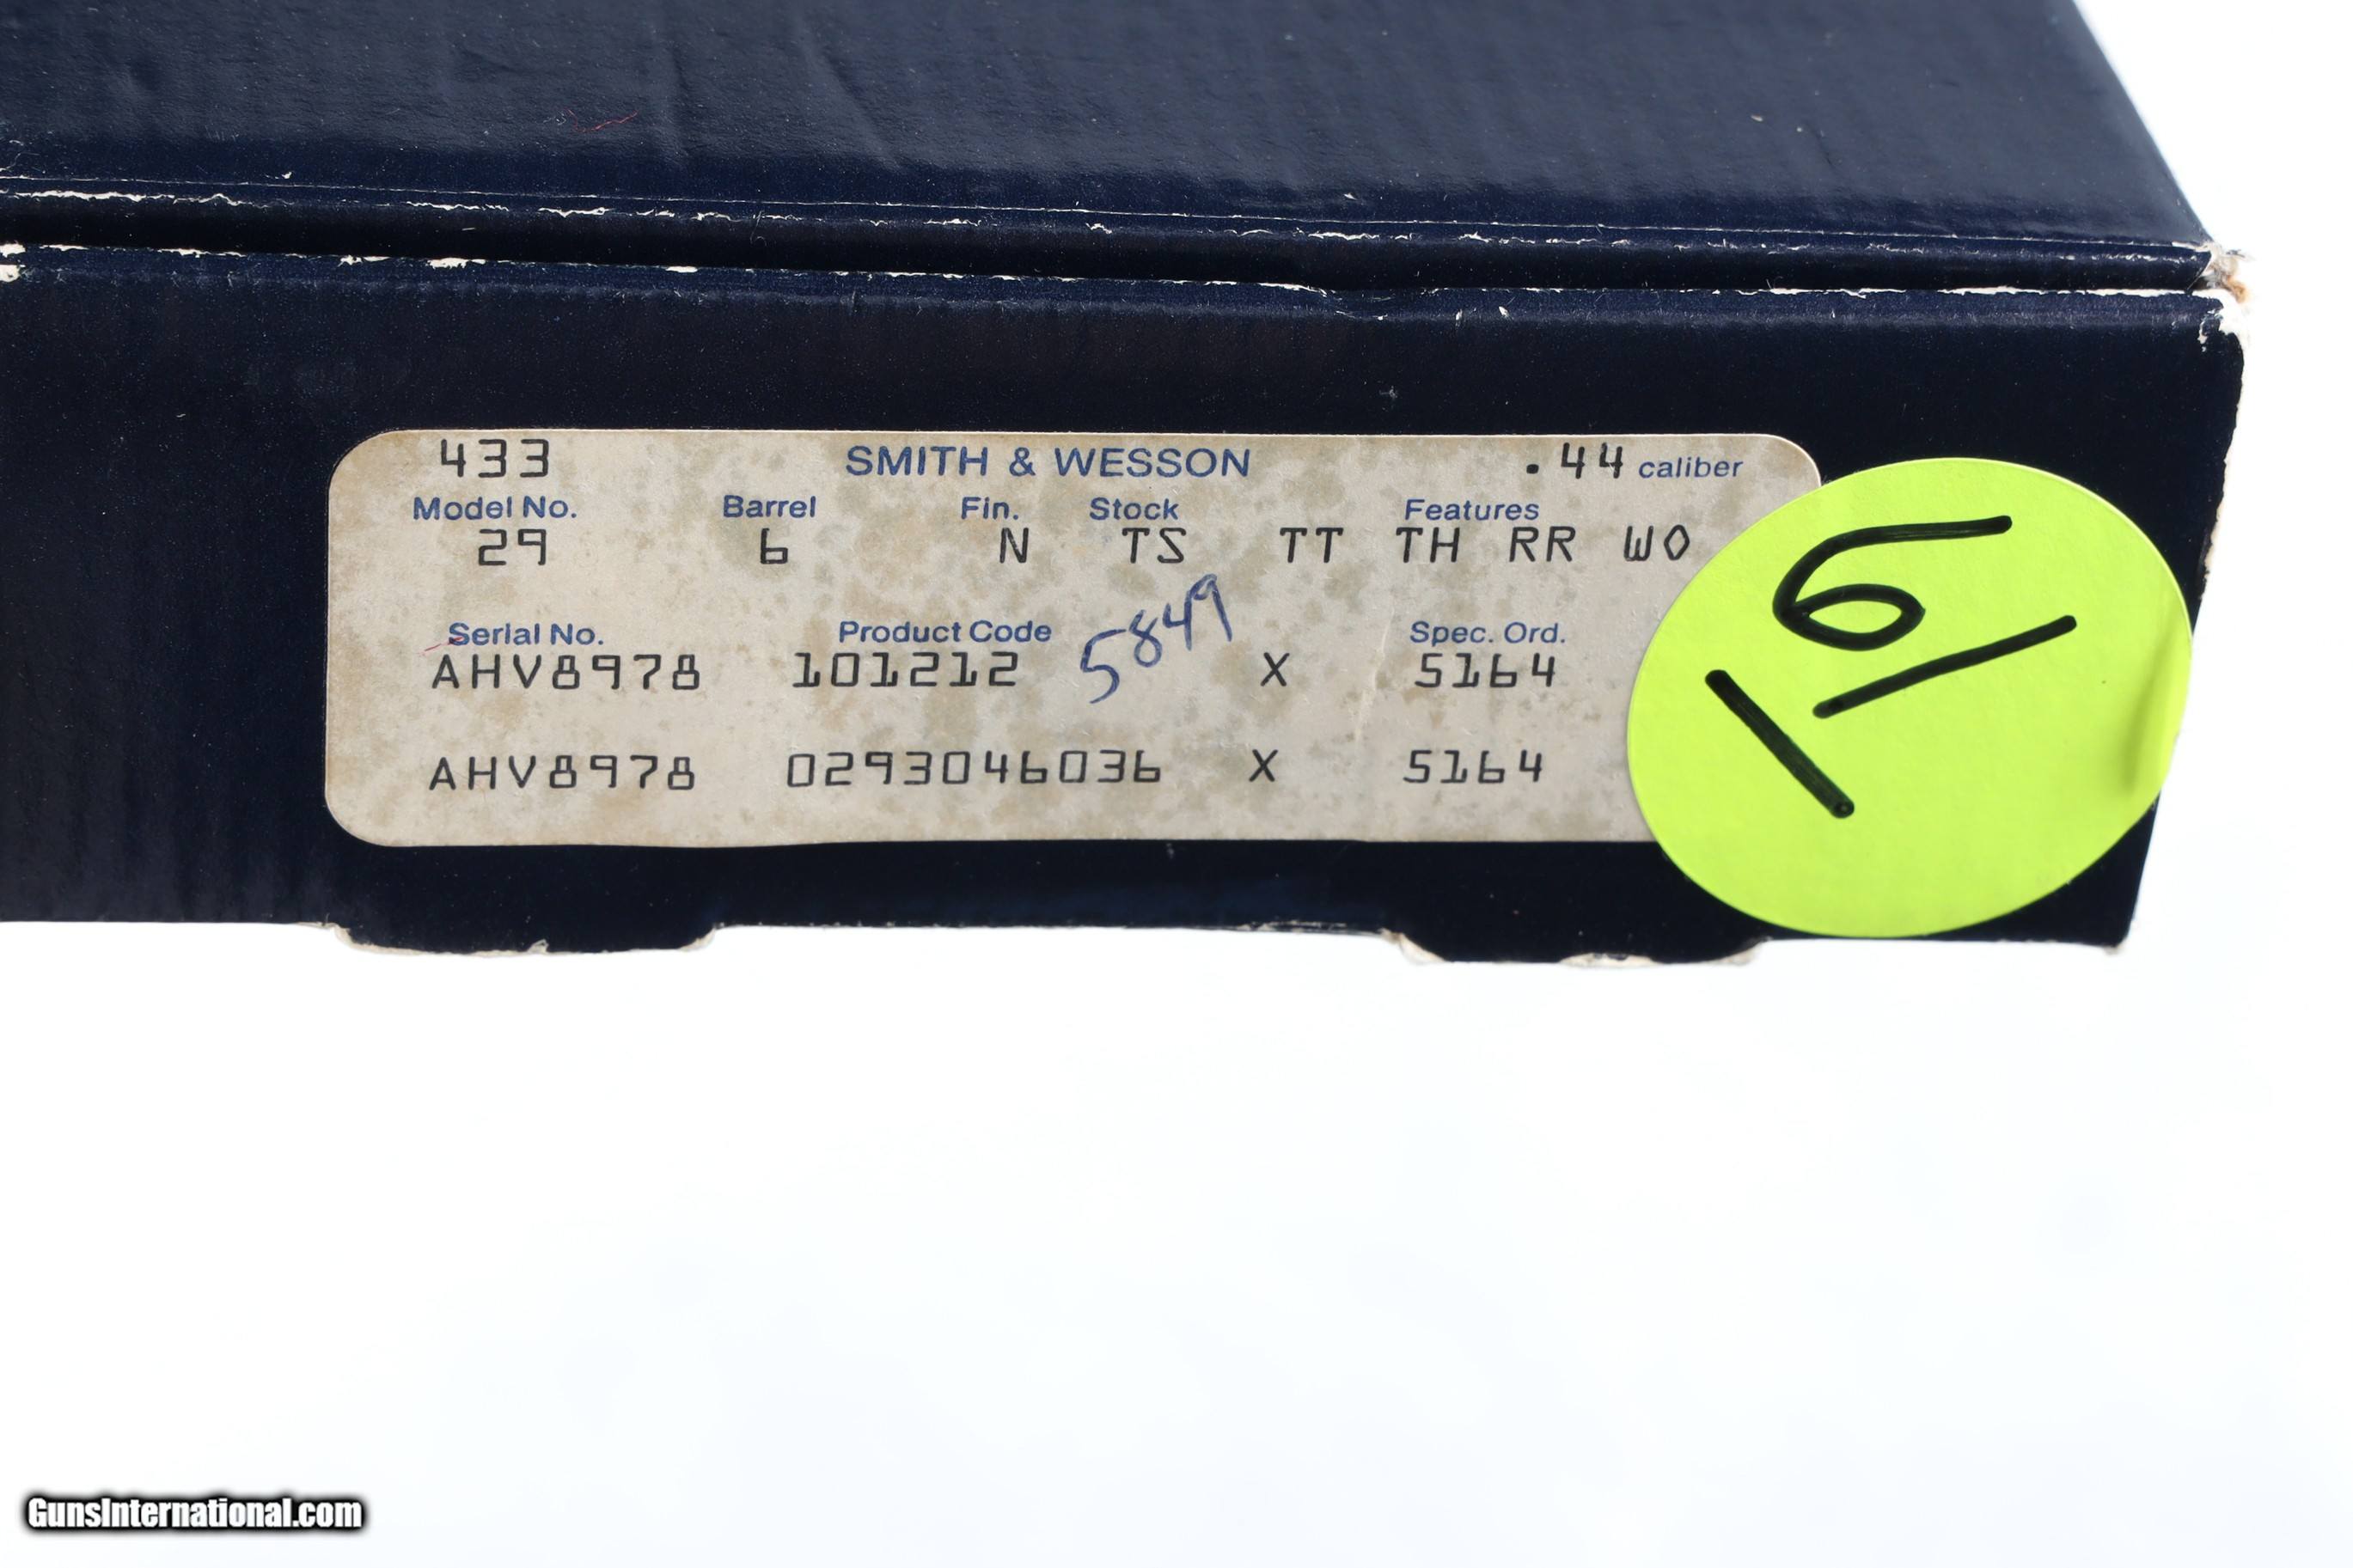 433 SMITH & WESSON .44 caliber
Model No. Barrel Fin. Stock Features
29 6 N TS TT TH RR WO
5849
Serial No. Product Code Spec. Ord.
AHV8978 101212 X 5164
AHV8978 0293046036 X 5164
GunsInternational.com